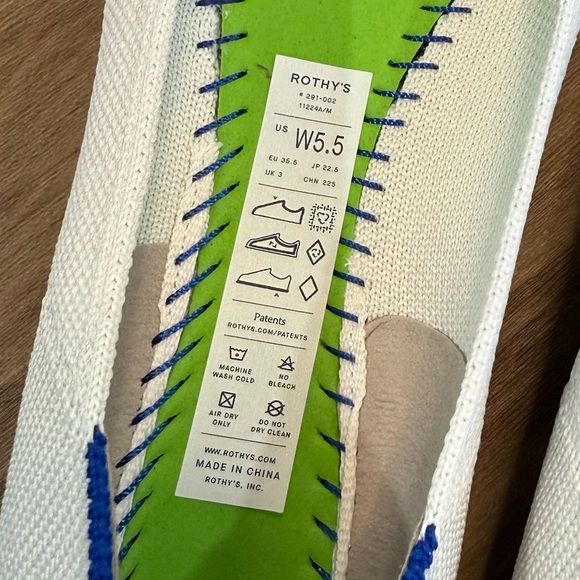 ROTHY'S
# 291-002
11224A/M
US W5.5
EU 35.5 JP 22.5
UK 3 CHN 225
Patents
ROTHYS.COM/PATENTS
MACHINE WASH COLD
NO BLEACH
AIR DRY ONLY
DO NOT DRY CLEAN
WWW.ROTHYS.COM
MADE IN CHINA
ROTHY'S, INC.